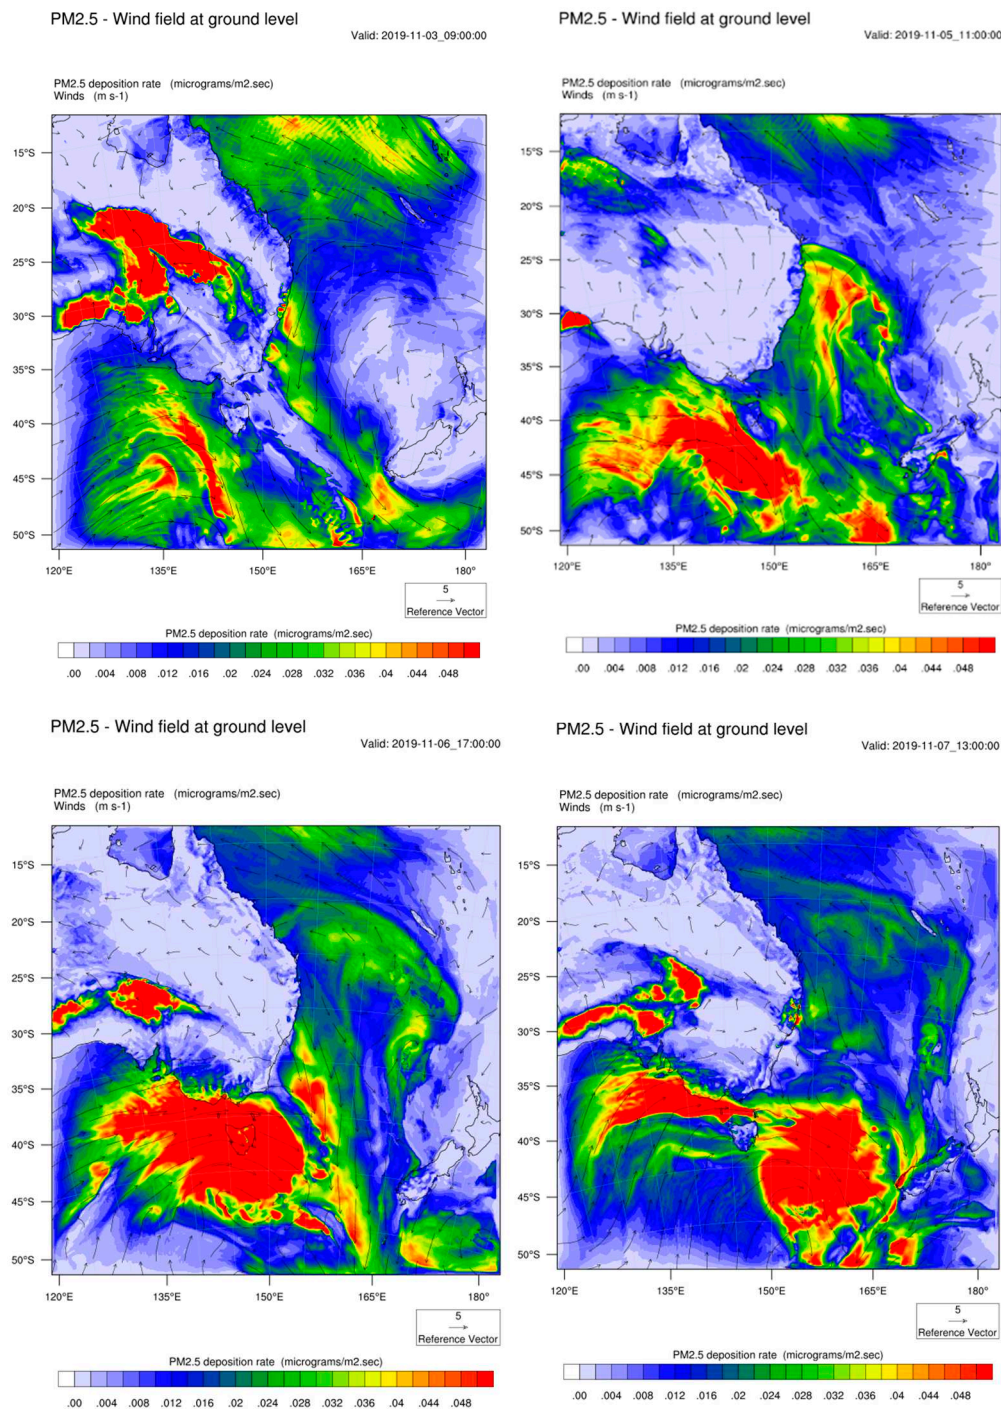 PM2.5 - Wind field at ground level
Valid: 2019-11-03_09:00:00
PM2.5 deposition rate (micrograms/m2.sec)
Winds (m s-1)
15°S
20°S
25°S
30°S
35°S
40°S
45°S
50°S
120°E 135°E 150°E 165°E 180°
5
Reference Vector
PM2.5 deposition rate (micrograms/m2.sec)
.00 .004 .008 .012 .016 .02 .024 .028 .032 .036 .04 .044 .048
PM2.5 - Wind field at ground level
Valid: 2019-11-05_11:00:00
PM2.5 deposition rate (micrograms/m2.sec)
Winds (m s-1)
15°S
20°S
25°S
30°S
35°S
40°S
45°S
50°S
120°E 135°E 150°E 165°E 180°
5
Reference Vector
PM2.5 deposition rate (micrograms/m2.sec)
.00 .004 .008 .012 .016 .02 .024 .028 .032 .036 .04 .044 .048
PM2.5 - Wind field at ground level
Valid: 2019-11-06_17:00:00
PM2.5 deposition rate (micrograms/m2.sec)
Winds (m s-1)
15°S
20°S
25°S
30°S
35°S
40°S
45°S
50°S
120°E 135°E 150°E 165°E 180°
5
Reference Vector
PM2.5 deposition rate (micrograms/m2.sec)
.00 .004 .008 .012 .016 .02 .024 .028 .032 .036 .04 .044 .048
PM2.5 - Wind field at ground level
Valid: 2019-11-07_13:00:00
PM2.5 deposition rate (micrograms/m2.sec)
Winds (m s-1)
15°S
20°S
25°S
30°S
35°S
40°S
45°S
50°S
120°E 135°E 150°E 165°E 180°
5
Reference Vector
PM2.5 deposition rate (micrograms/m2.sec)
.00 .004 .008 .012 .016 .02 .024 .028 .032 .036 .04 .044 .048